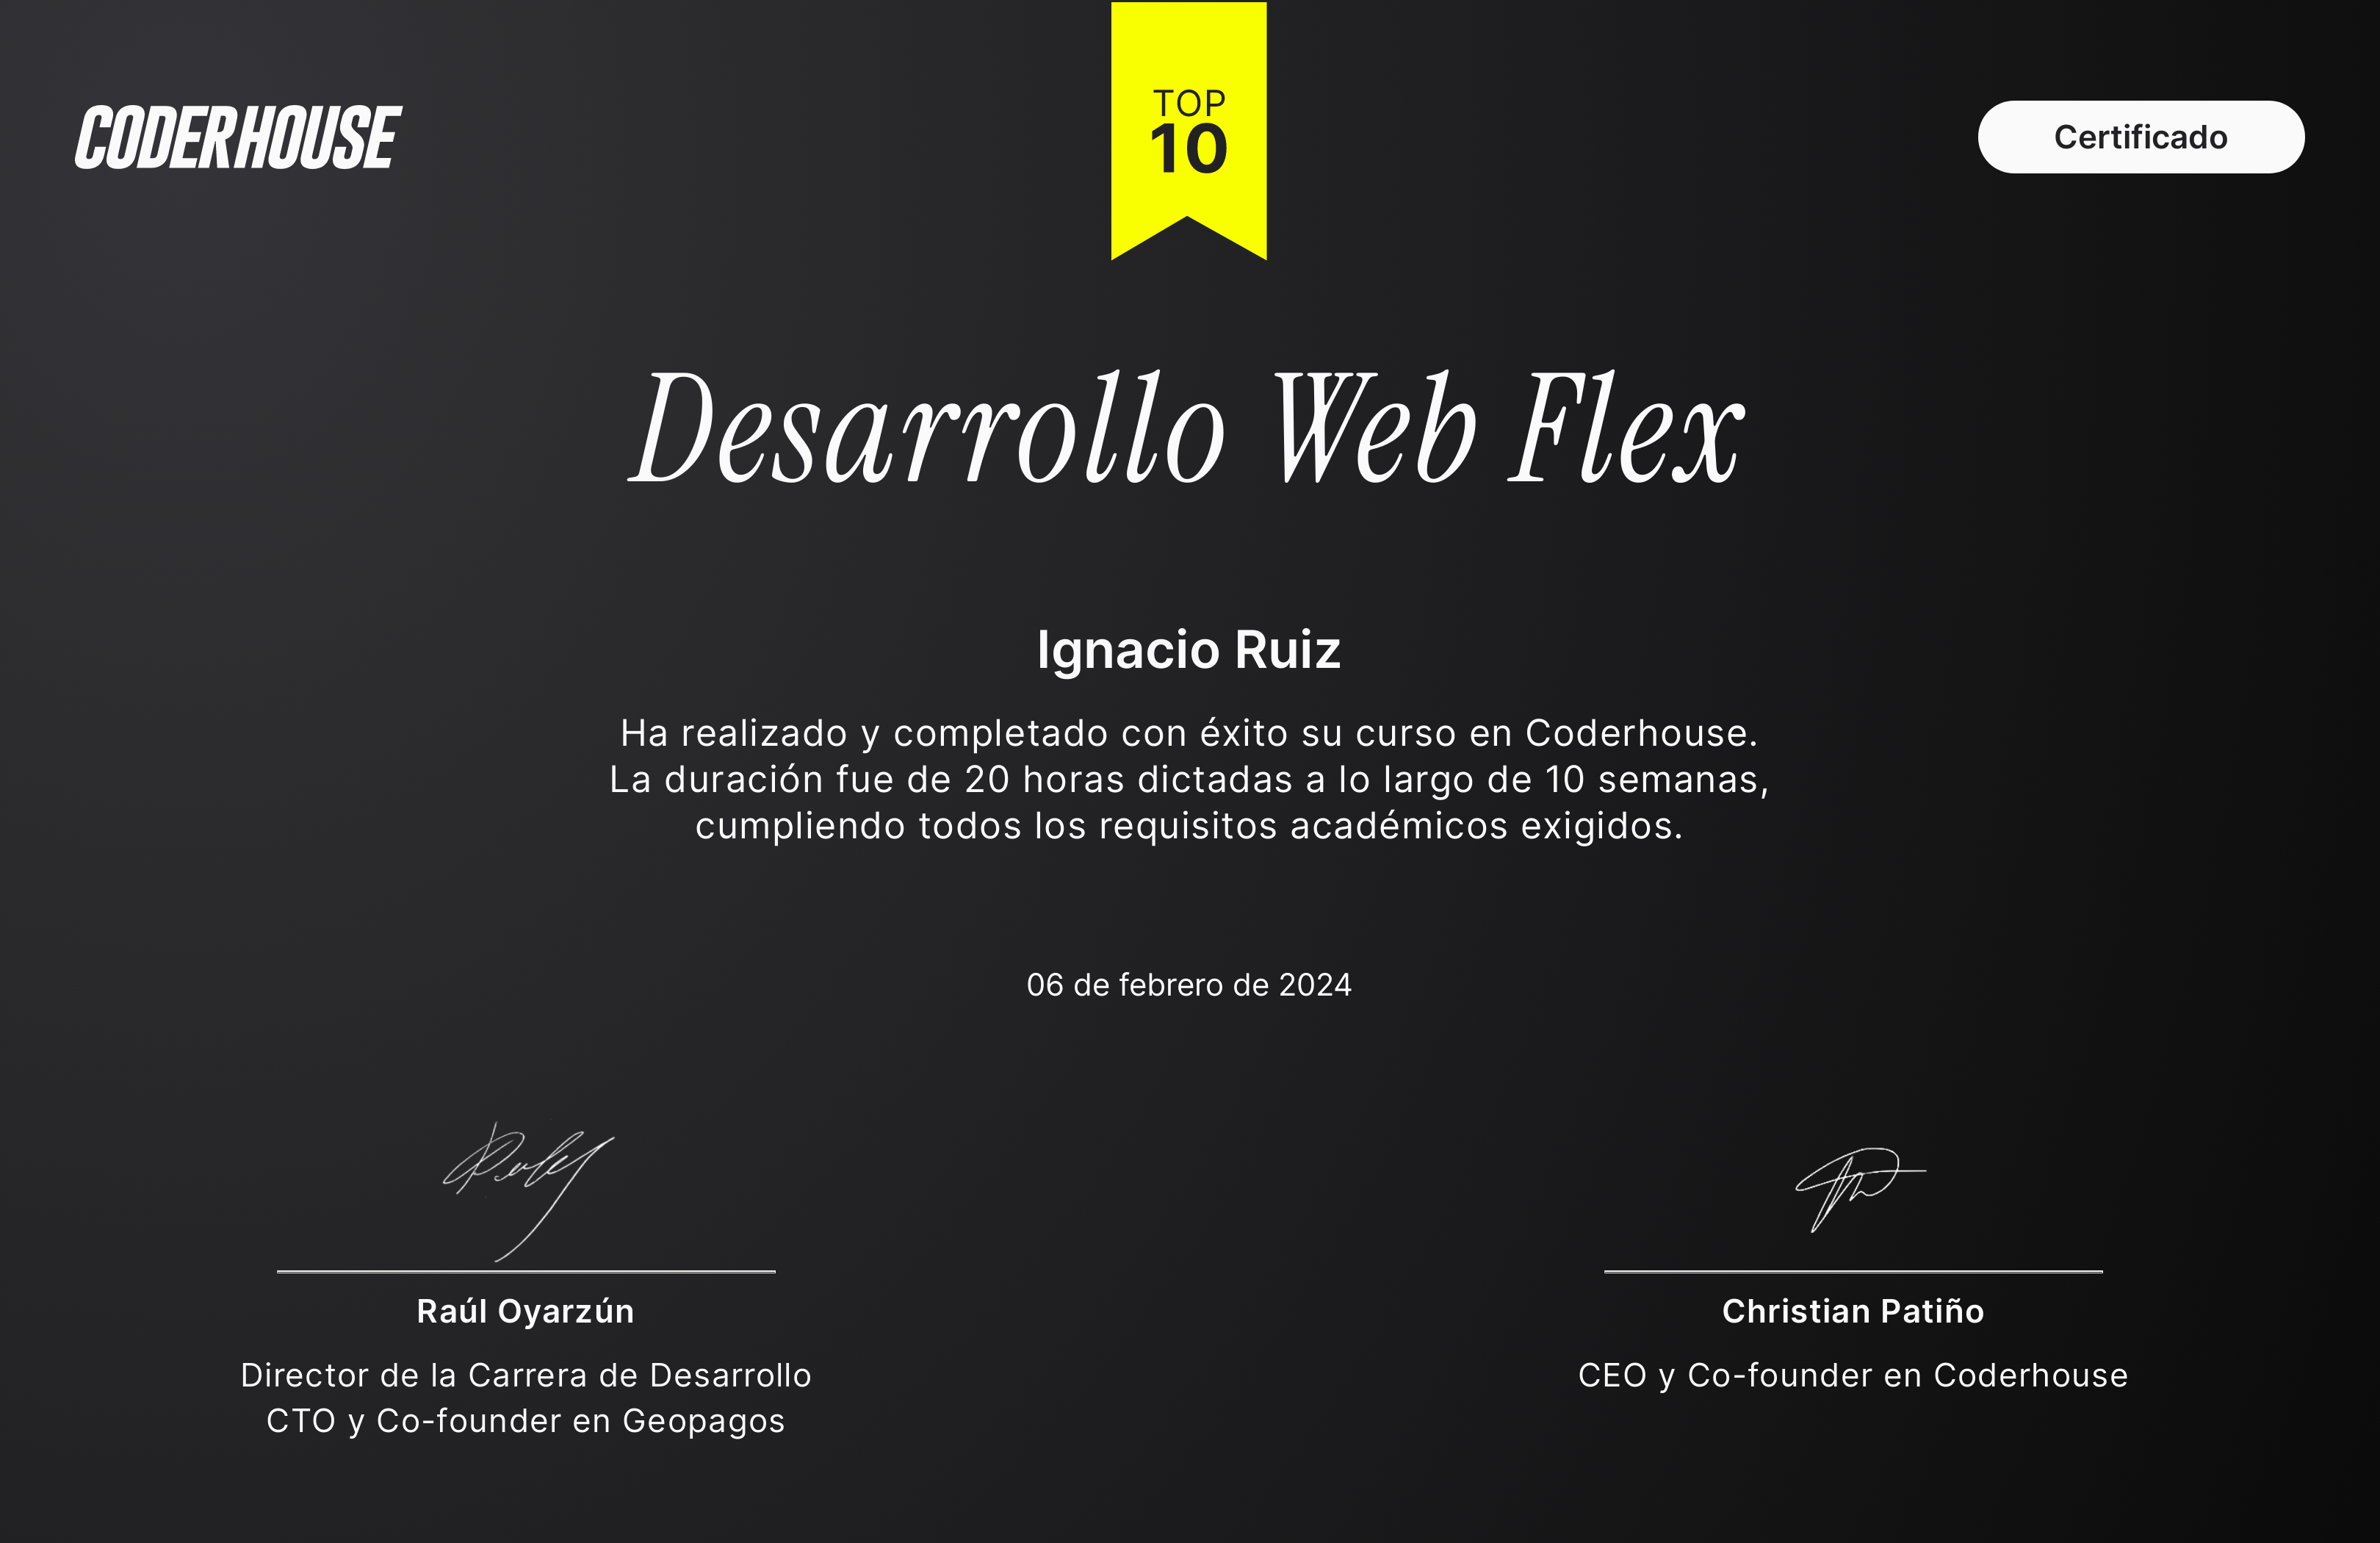 CODERHOUSE
TOP
10
Certificado
Desarrollo Web Flex
Ignacio Ruiz
Ha realizado y completado con éxito su curso en Coderhouse.
La duración fue de 20 horas dictadas a lo largo de 10 semanas,
cumpliendo todos los requisitos académicos exigidos.
06 de febrero de 2024
Raúl Oyarzún
Director de la Carrera de Desarrollo
CTO y Co-founder en Geopagos
Christian Patiño
CEO y Co-founder en Coderhouse